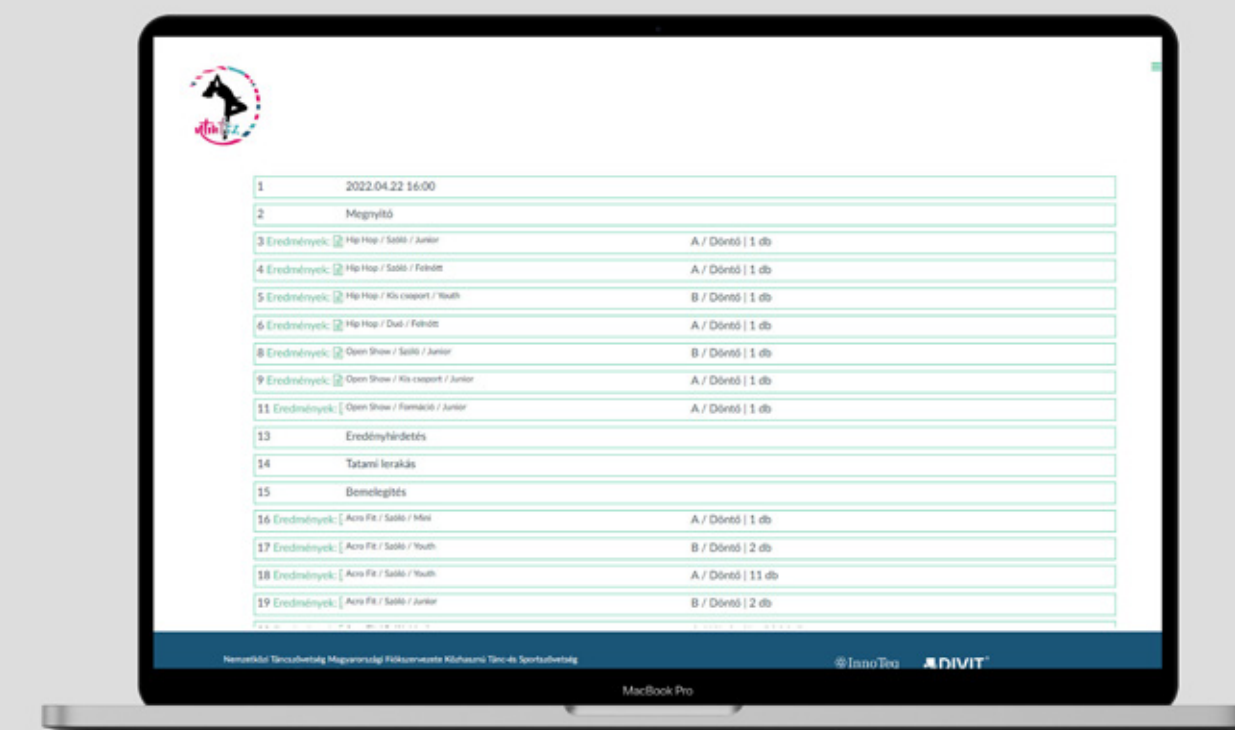 1 2022.04.22 16:00
2 Megnyitó
3 Eredmények: Hip Hop / Szóló / Junior A / Döntő | 1 db
4 Eredmények: Hip Hop / Szóló / Felnőtt A / Döntő | 1 db
5 Eredmények: Hip Hop / Kis csoport / Youth B / Döntő | 1 db
6 Eredmények: Hip Hop / Duó / Felnőtt A / Döntő | 1 db
8 Eredmények: Open Show / Szóló / Junior B / Döntő | 1 db
9 Eredmények: Open Show / Kis csoport / Junior A / Döntő | 1 db
11 Eredmények: Open Show / Formáció / Junior A / Döntő | 1 db
13 Eredényhirdetés
14 Tatami lerakás
15 Bemelegítés
16 Eredmények: Acro Fit / Szóló / Mini A / Döntő | 1 db
17 Eredmények: Acro Fit / Szóló / Youth B / Döntő | 2 db
18 Eredmények: Acro Fit / Szóló / Youth A / Döntő | 11 db
19 Eredmények: Acro Fit / Szóló / Junior B / Döntő | 2 db
Nemzetközi Táncszövetség Magyarországi Fiókszervezete Közhasznú Tánc-és Sportszövetség
InnoTeq DIVIT
MacBook Pro